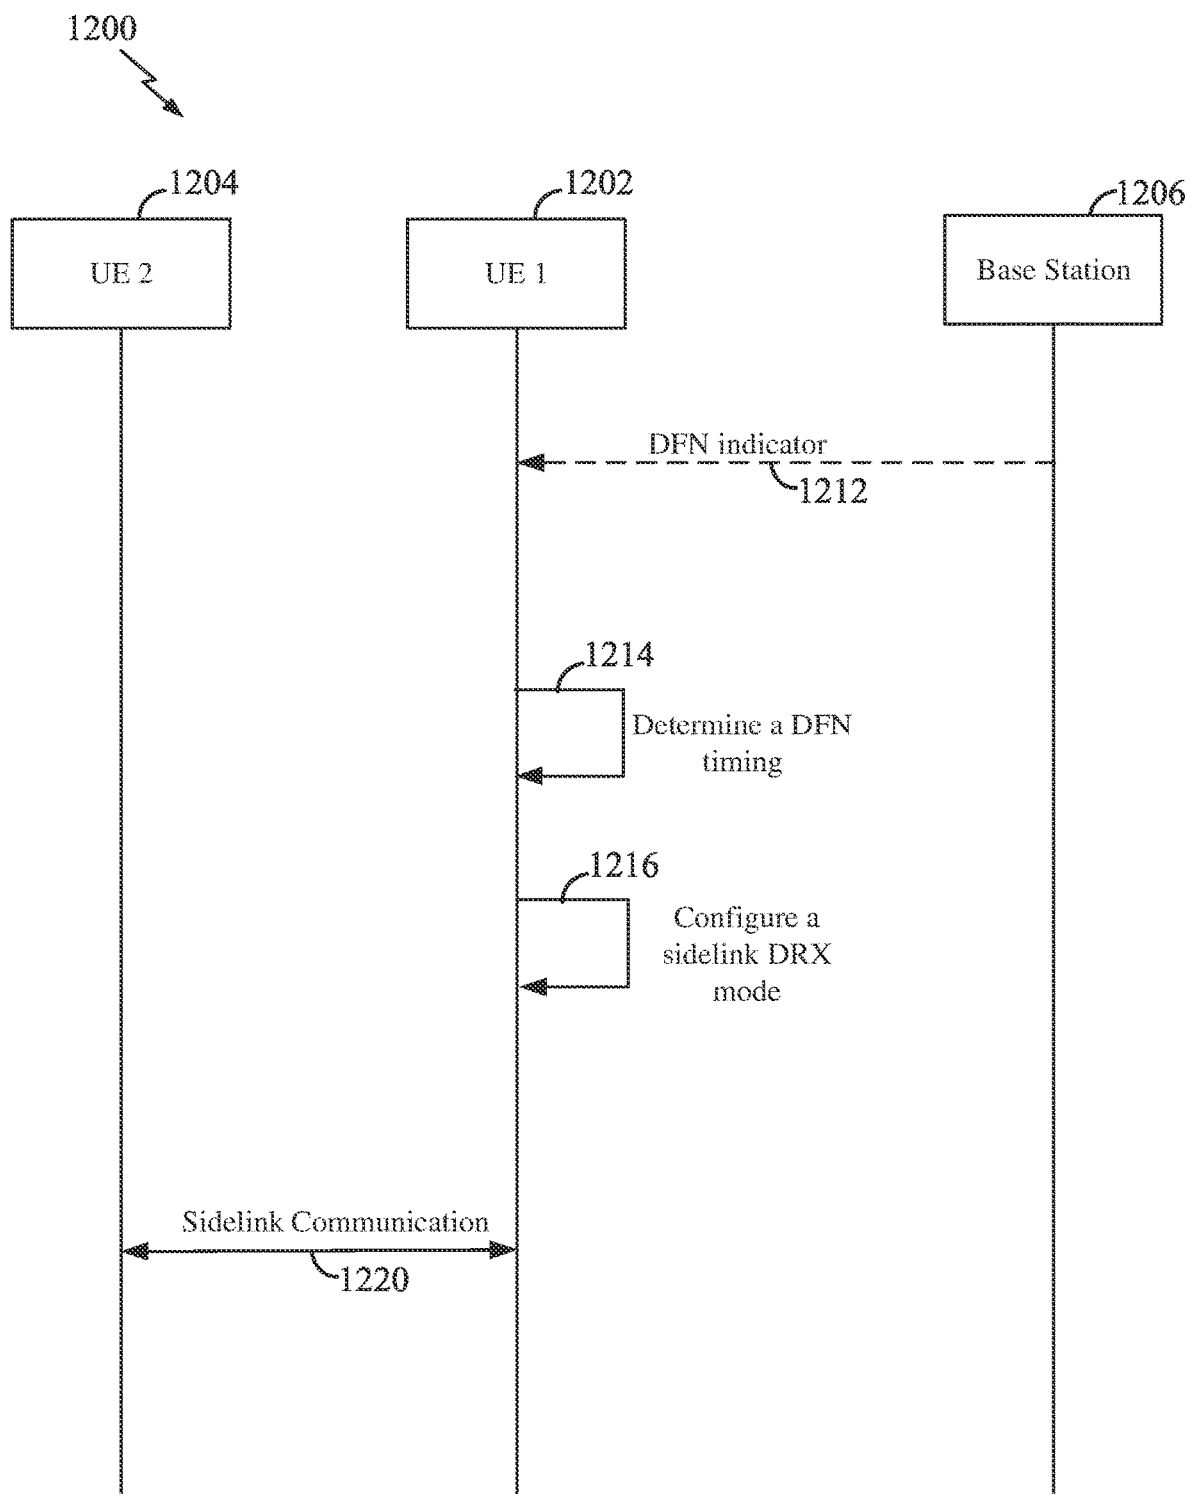 1200
1204
1202
1206
UE 2
UE 1
Base Station
DFN indicator
1212
1214
Determine a DFN
timing
1216
Configure a
sidelink DRX
mode
Sidelink Communication
1220